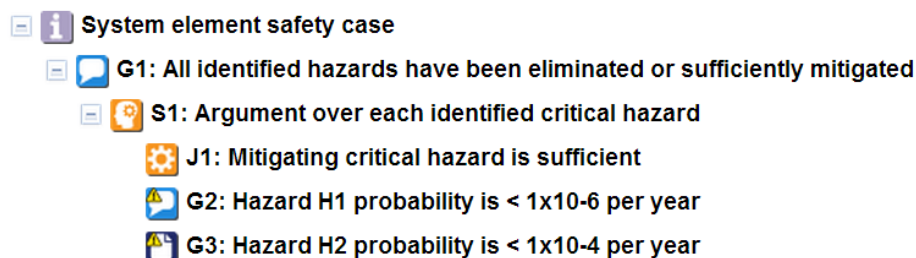 System element safety case
G1: All identified hazards have been eliminated or sufficiently mitigated
S1: Argument over each identified critical hazard
J1: Mitigating critical hazard is sufficient
G2: Hazard H1 probability is < 1x10-6 per year
G3: Hazard H2 probability is < 1x10-4 per year